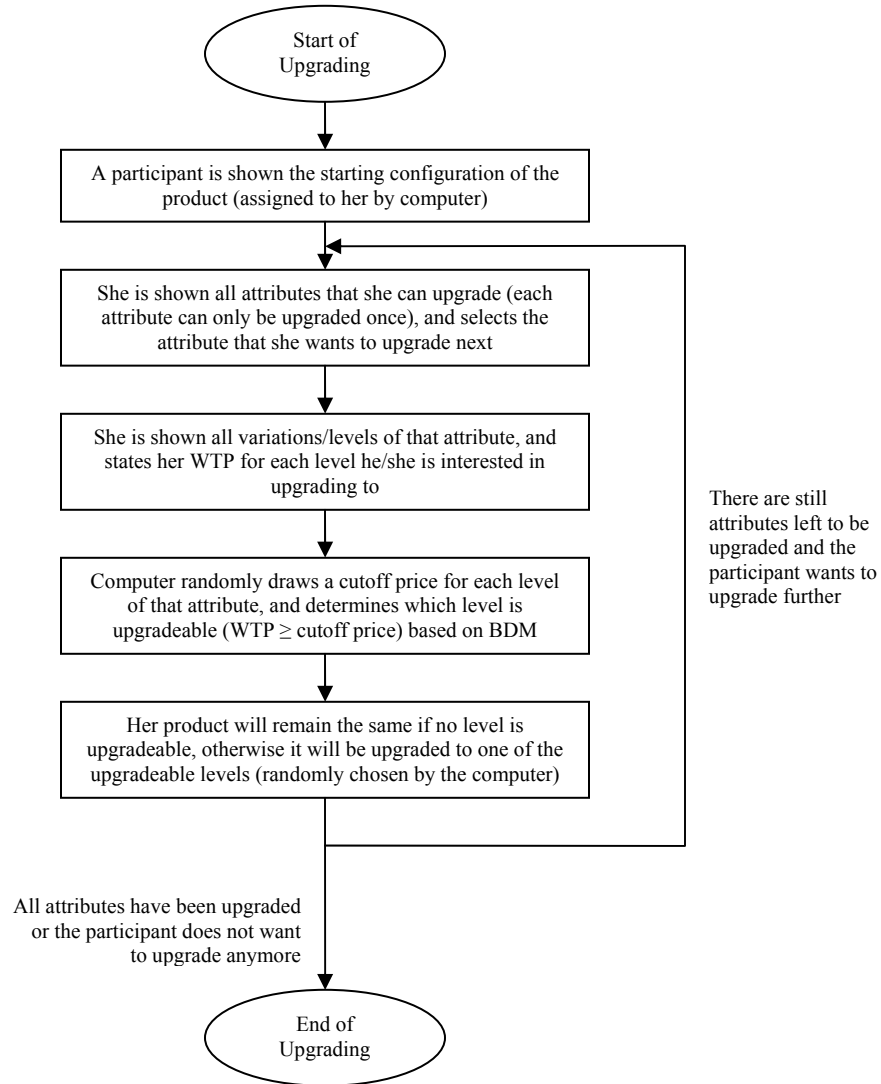 Start of
Upgrading
A participant is shown the starting configuration of the
product (assigned to her by computer)
She is shown all attributes that she can upgrade (each
attribute can only be upgraded once), and selects the
attribute that she wants to upgrade next
She is shown all variations/levels of that attribute, and
states her WTP for each level he/she is interested in
upgrading to
There are still
attributes left to be
upgraded and the
participant wants to
upgrade further
Computer randomly draws a cutoff price for each level
of that attribute, and determines which level is
upgradeable (WTP ≥ cutoff price) based on BDM
Her product will remain the same if no level is
upgradeable, otherwise it will be upgraded to one of the
upgradeable levels (randomly chosen by the computer)
All attributes have been upgraded
or the participant does not want
to upgrade anymore
End of
Upgrading